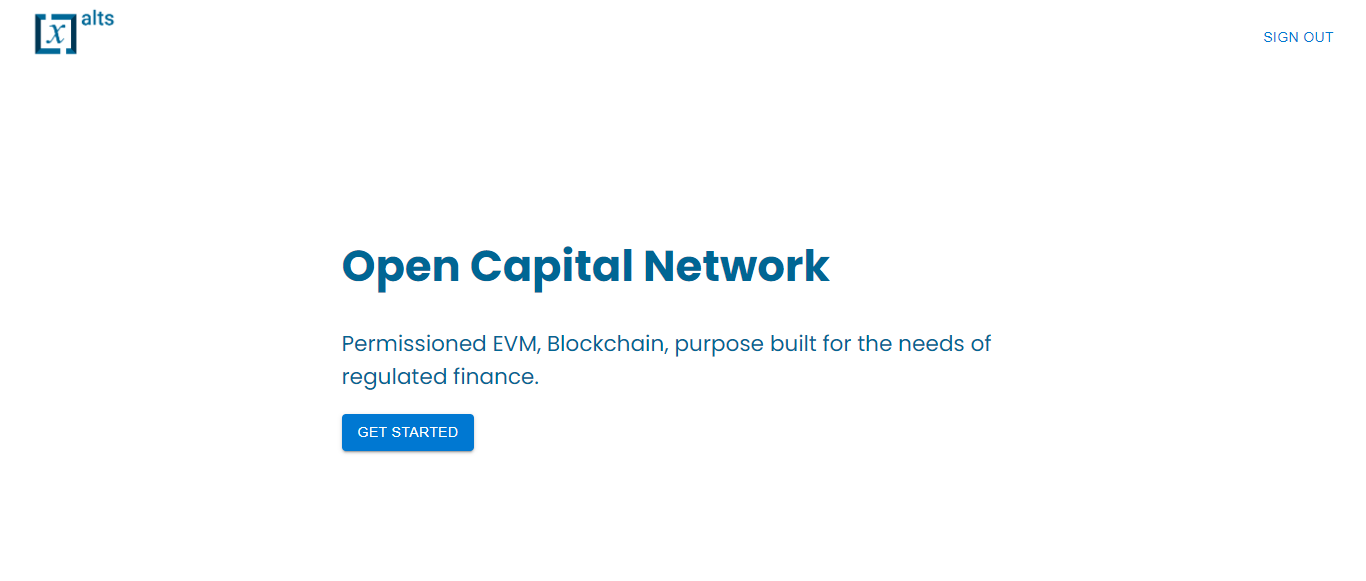 x alts
SIGN OUT
Open Capital Network
Permissioned EVM, Blockchain, purpose built for the needs of
regulated finance.
GET STARTED